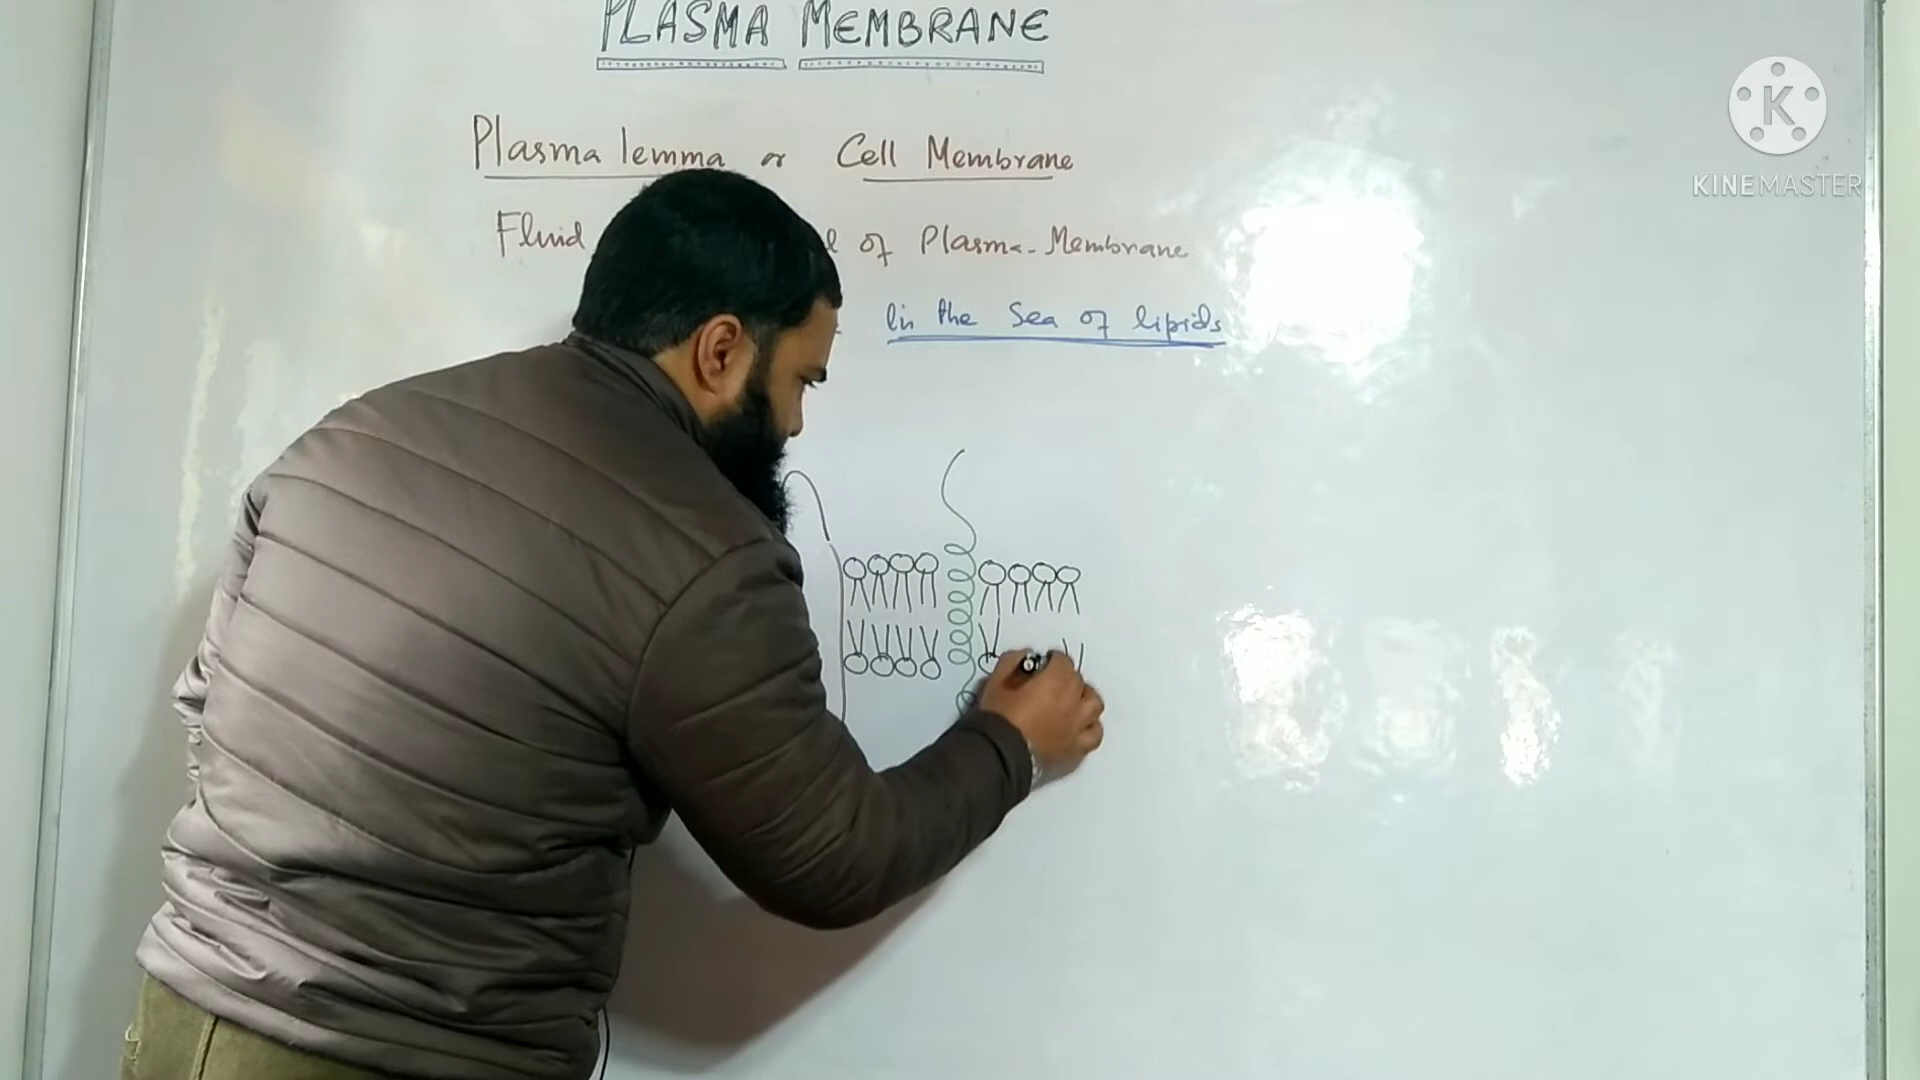 PLASMA MEMBRANE
Plasma lemma or Cell Membrane
Fluid of Plasma-Membrane
in the Sea of lipids
K
KINEMASTER